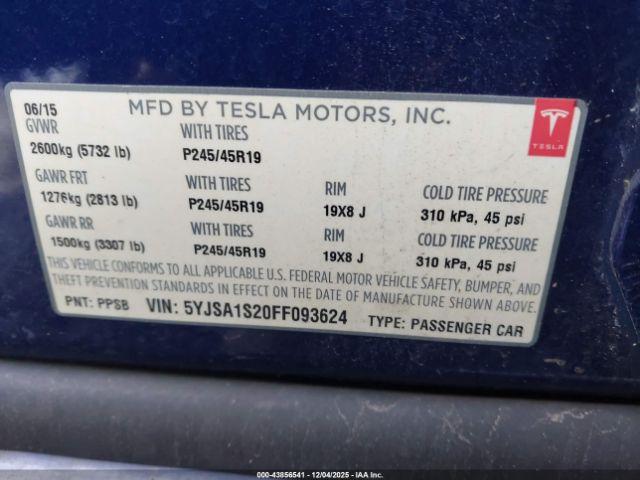 06/15 MFD BY TESLA MOTORS, INC.
GVWR WITH TIRES TESLA
2600kg (5732 lb) P245/45R19
GAWR FRT WITH TIRES RIM COLD TIRE PRESSURE
1276kg (2813 lb) P245/45R19 19X8 J 310 kPa, 45 psi
GAWR RR WITH TIRES RIM COLD TIRE PRESSURE
1500kg (3307 lb) P245/45R19 19X8 J 310 kPa, 45 psi
THIS VEHICLE CONFORMS TO ALL APPLICABLE U.S. FEDERAL MOTOR VEHICLE SAFETY, BUMPER, AND
THEFT PREVENTION STANDARDS IN EFFECT ON THE DATE OF MANUFACTURE SHOWN ABOVE.
PNT: PPSB VIN: 5YJSA1S20FF093624 TYPE: PASSENGER CAR
000-43856541 - 12/04/2025 - IAA Inc.